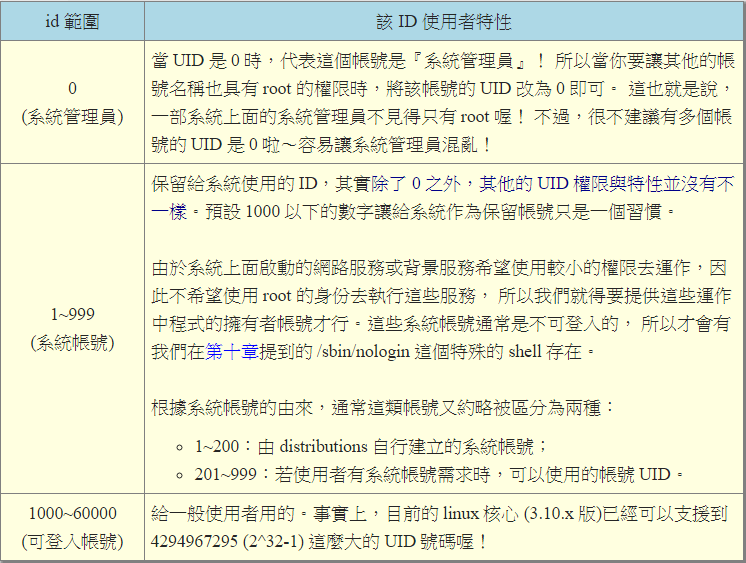 id 範圍
該 ID 使用者特性
0
(系統管理員)
當 UID 是 0 時，代表這個帳號是『系統管理員』！ 所以當你要讓其他的帳
號名稱也具有 root 的權限時，將該帳號的 UID 改為 0 即可。 這也就是說，
一部系統上面的系統管理員不見得只有 root 喔！ 不過，很不建議有多個帳
號的 UID 是 0 啦～容易讓系統管理員混亂！
1~999
(系統帳號)
保留給系統使用的 ID，其實除了 0 之外，其他的 UID 權限與特性並沒有不
一樣。預設 1000 以下的數字讓給系統作為保留帳號只是一個習慣。
由於系統上面啟動的網路服務或背景服務希望使用較小的權限去運作，因
此不希望使用 root 的身份去執行這些服務， 所以我們就得要提供這些運作
中程式的擁有者帳號才行。這些系統帳號通常是不可登入的， 所以才會有
我們在第十章提到的 /sbin/nologin 這個特殊的 shell 存在。
根據系統帳號的由來，通常這類帳號又約略被區分為兩種：
1~200：由 distributions 自行建立的系統帳號；
201~999：若使用者有系統帳號需求時，可以使用的帳號 UID。
1000~60000
(可登入帳號)
給一般使用者用的。事實上，目前的 linux 核心 (3.10.x 版)已經可以支援到
4294967295 (2^32-1) 這麼大的 UID 號碼喔！